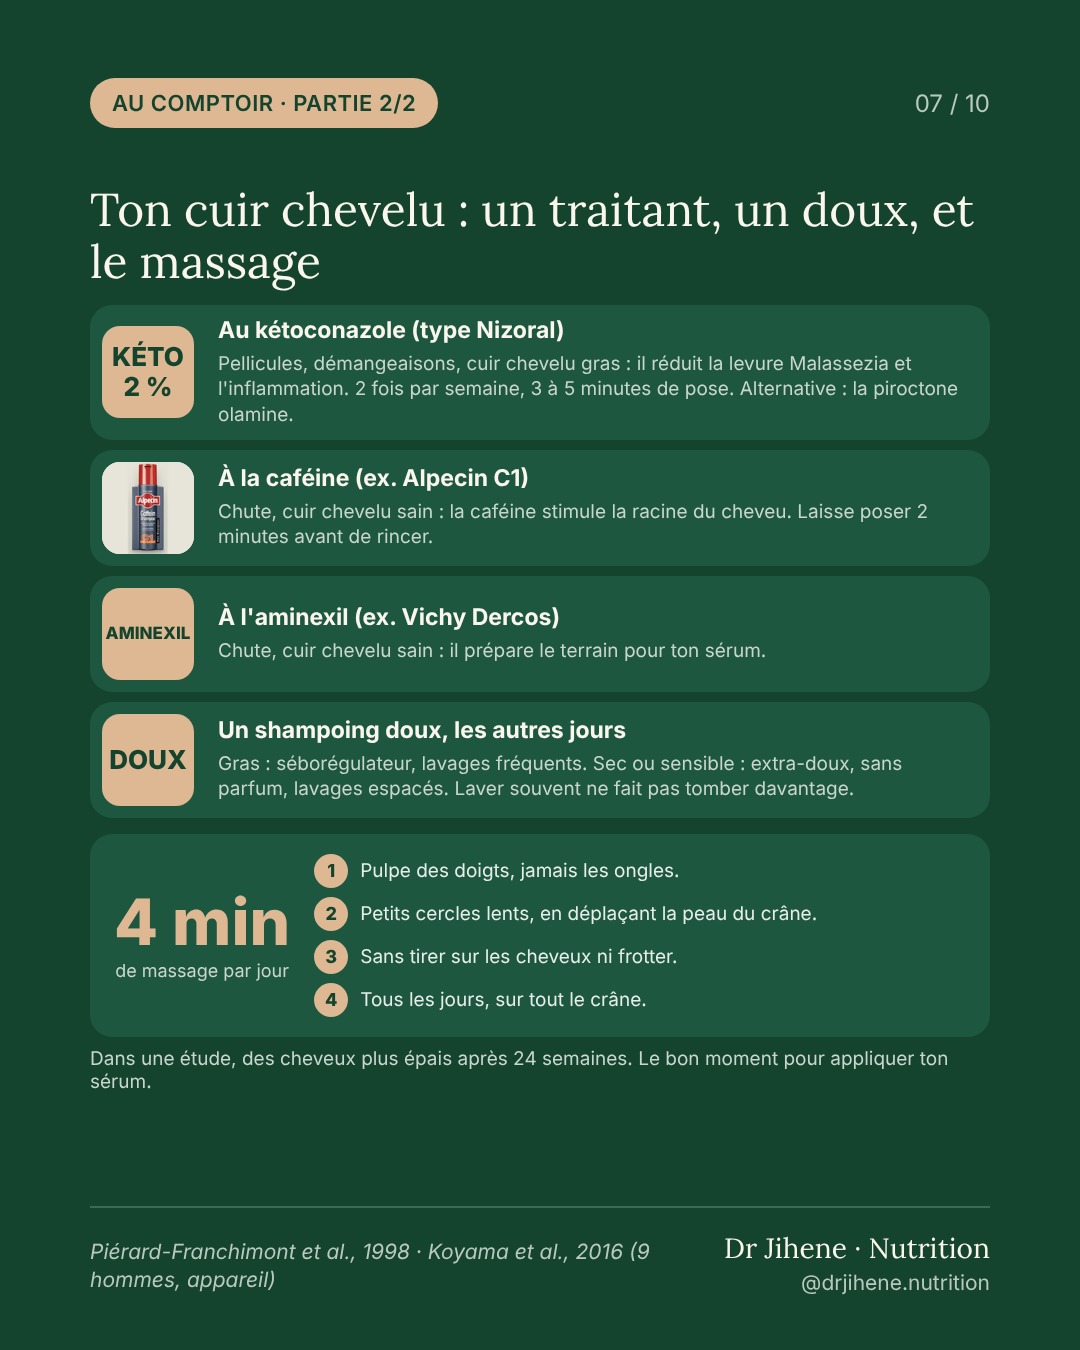 AU COMPTOIR · PARTIE 2/2
07 / 10
Ton cuir chevelu : un traitant, un doux, et
le massage
KÉTO
2 %
Au kétoconazole (type Nizoral)
Pellicules, démangeaisons, cuir chevelu gras : il réduit la levure Malassezia et
l'inflammation. 2 fois par semaine, 3 à 5 minutes de pose. Alternative : la piroctone
olamine.
Alpecin
À la caféine (ex. Alpecin C1)
Chute, cuir chevelu sain : la caféine stimule la racine du cheveu. Laisse poser 2
minutes avant de rincer.
AMINEXIL
À l'aminexil (ex. Vichy Dercos)
Chute, cuir chevelu sain : il prépare le terrain pour ton sérum.
DOUX
Un shampoing doux, les autres jours
Gras : séborégulateur, lavages fréquents. Sec ou sensible : extra-doux, sans
parfum, lavages espacés. Laver souvent ne fait pas tomber davantage.
4 min
de massage par jour
1 Pulpe des doigts, jamais les ongles.
2 Petits cercles lents, en déplaçant la peau du crâne.
3 Sans tirer sur les cheveux ni frotter.
4 Tous les jours, sur tout le crâne.
Dans une étude, des cheveux plus épais après 24 semaines. Le bon moment pour appliquer ton
sérum.
Piérard-Franchimont et al., 1998 · Koyama et al., 2016 (9
hommes, appareil)
Dr Jihene · Nutrition
@drjihene.nutrition